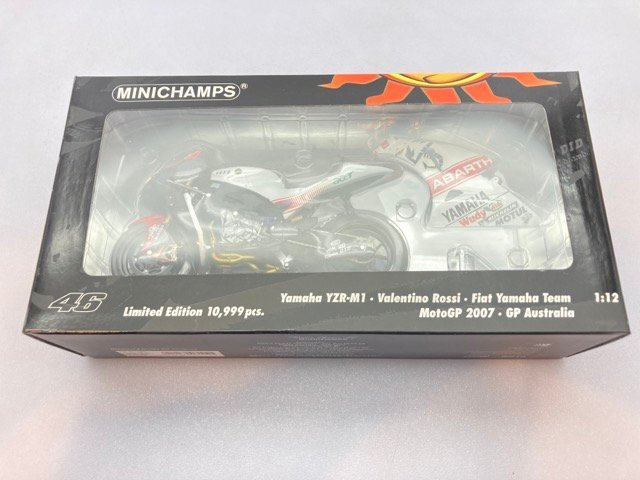 MINICHAMPS®
DID
ABARTH
YAMAHA
MOTUL
46
Limited Edition 10,999 pcs.
Yamaha YZR-M1 · Valentino Rossi · Fiat Yamaha Team
MotoGP 2007 · GP Australia
1:12